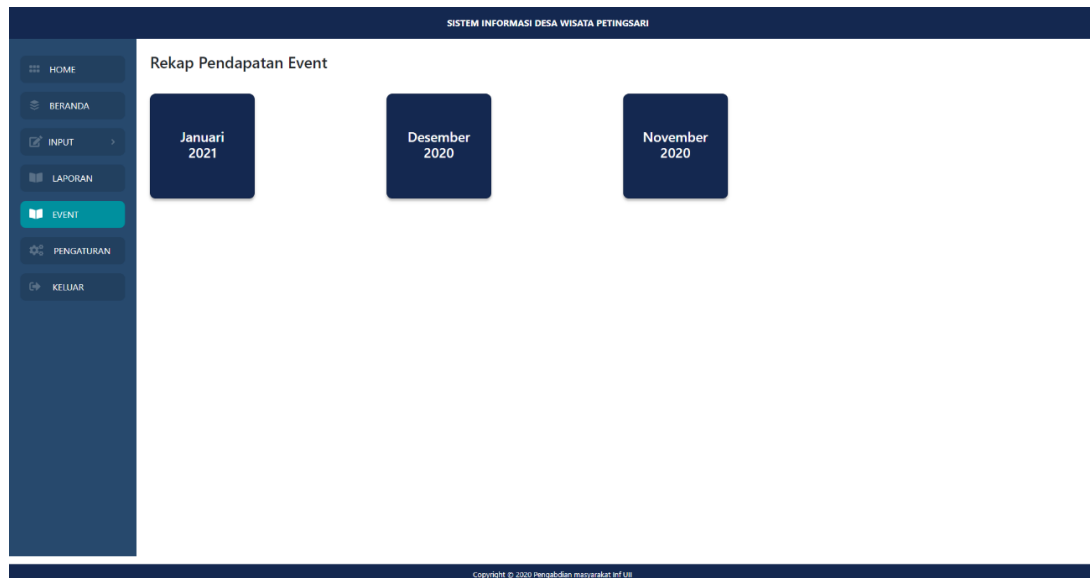 SISTEM INFORMASI DESA WISATA PETINGSARI
HOME
BERANDA
INPUT >
LAPORAN
EVENT
PENGATURAN
KELUAR
Rekap Pendapatan Event
Januari
2021
Desember
2020
November
2020
Copyright © 2020 Pengabdian masyarakat Inf UII